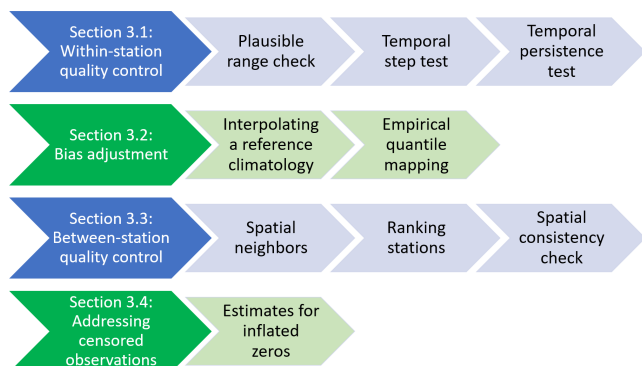 Section 3.1:
Within-station
quality control
Plausible
range check
Temporal
step test
Temporal
persistence
test
Section 3.2:
Bias adjustment
Interpolating
a reference
climatology
Empirical
quantile
mapping
Section 3.3:
Between-station
quality control
Spatial
neighbors
Ranking
stations
Spatial
consistency
check
Section 3.4:
Addressing
censored
observations
Estimates for
inflated
zeros